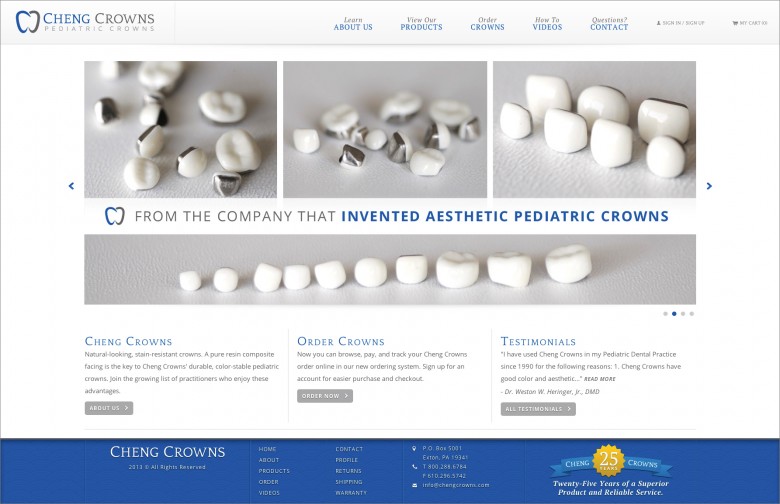 CHENG CROWNS
PEDIATRIC CROWNS
Learn
ABOUT US
View Our
PRODUCTS
Order
CROWNS
How To
VIDEOS
Questions?
CONTACT
SIGN IN / SIGN UP
MY CART
FROM THE COMPANY THAT INVENTED AESTHETIC PEDIATRIC CROWNS
CHENG CROWNS
Natural-looking, stain-resistant crowns. A pure resin composite
facing is the key to Cheng Crowns' durable, color-stable pediatric
crowns. Join the growing list of practitioners who enjoy these
advantages.
ABOUT US >
ORDER CROWNS
Now you can browse, pay, and track your Cheng Crowns
order online in our new ordering system. Sign up for an
account for easier purchase and checkout.
ORDER NOW >
TESTIMONIALS
"I have used Cheng Crowns in my Pediatric Dental Practice
since 1990 for the following reasons: 1. Cheng Crowns have
good color and aesthetic..." READ MORE
- Dr. Weston W. Heringer, Jr., DMD
ALL TESTIMONIALS >
CHENG CROWNS
2013 © All Rights Reserved
HOME
ABOUT
PRODUCTS
ORDER
VIDEOS
CONTACT
PROFILE
RETURNS
SHIPPING
WARRANTY
P.O. Box 5001
Exton, PA 19341
T 800.288.6784
F 610.296.5742
info@chengcrowns.com
CHENG 25 CROWNS
YEARS
Twenty-Five Years of a Superior
Product and Reliable Service.